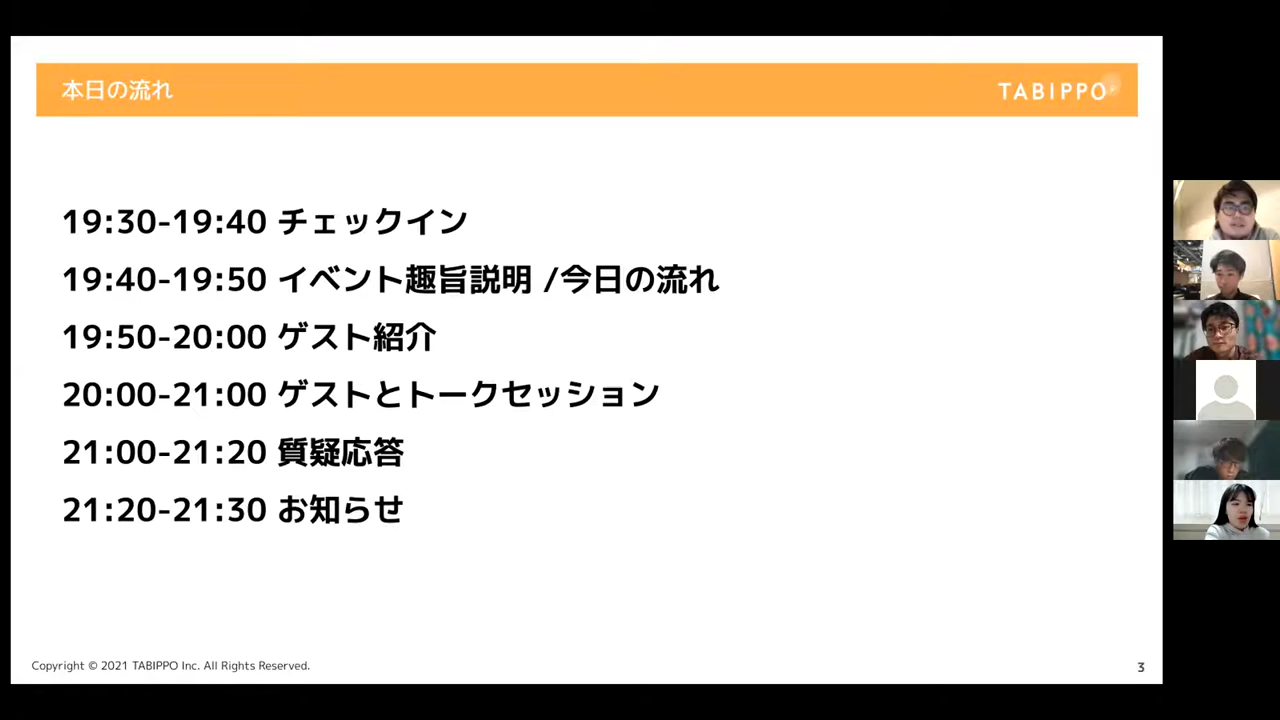 本日の流れ
TABIPPO
19:30-19:40 チェックイン
19:40-19:50 イベント趣旨説明 /今日の流れ
19:50-20:00 ゲスト紹介
20:00-21:00 ゲストとトークセッション
21:00-21:20 質疑応答
21:20-21:30 お知らせ
Copyright © 2021 TABIPPO Inc. All Rights Reserved.
3